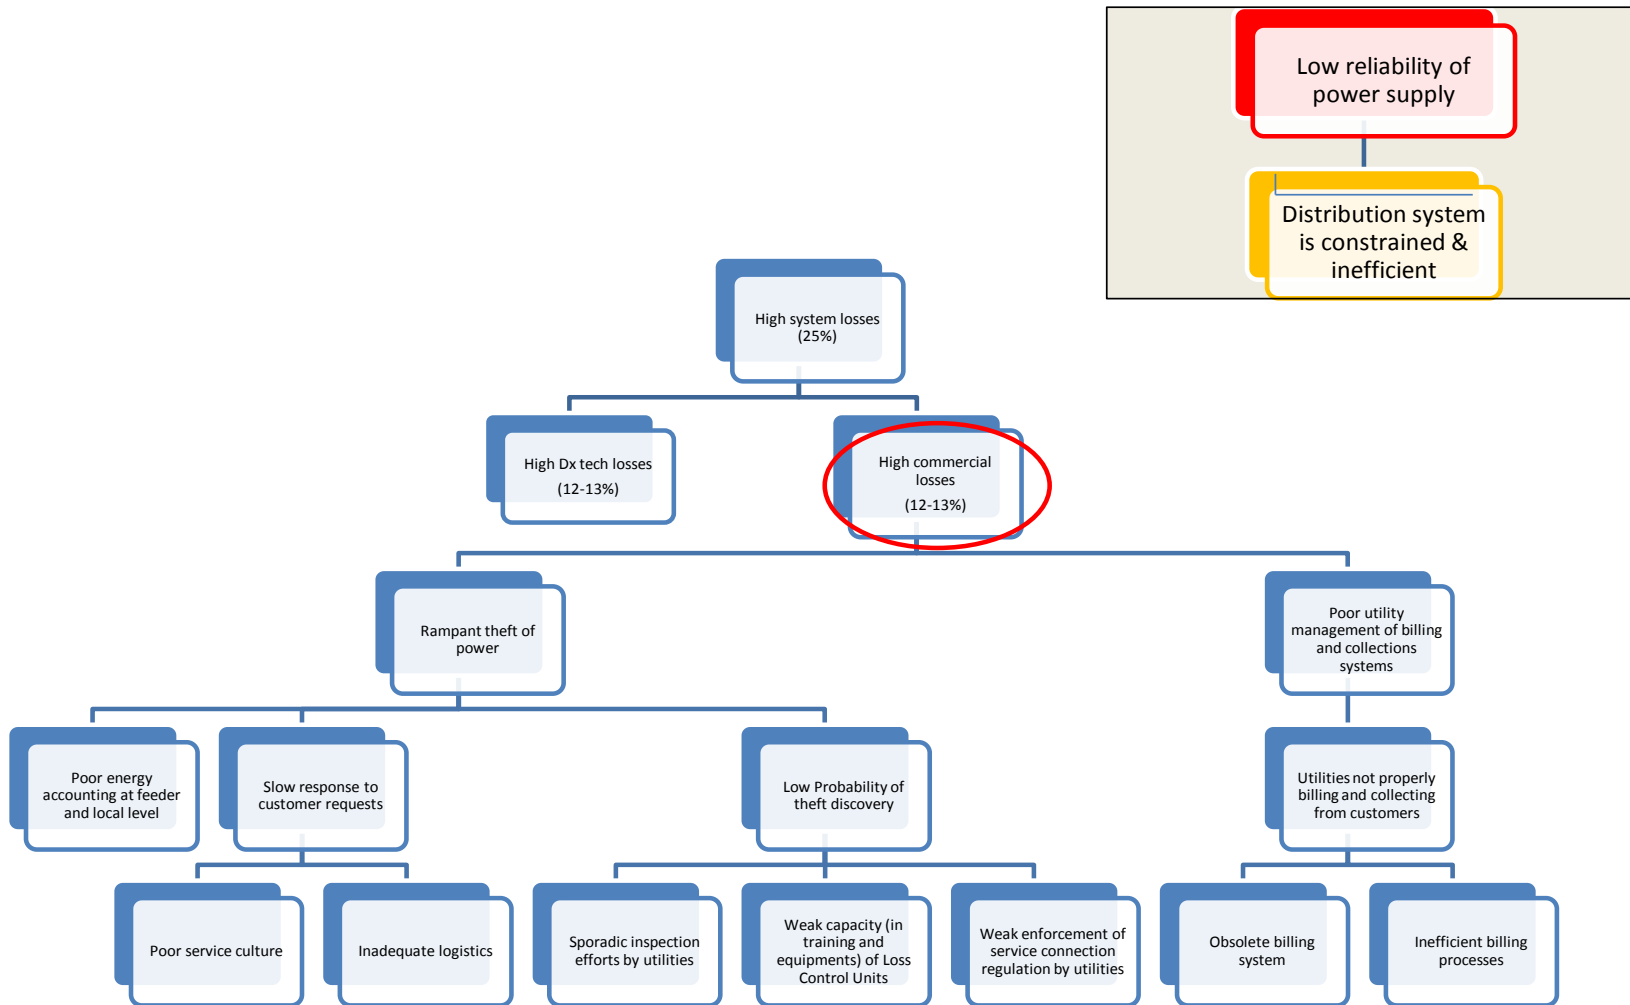 Low reliability of
power supply
Distribution system
is constrained &
inefficient
High system losses
(25%)
High Dx tech losses
(12-13%)
High commercial
losses
(12-13%)
Rampant theft of
power
Poor utility
management of billing
and collections
systems
Poor energy
accounting at feeder
and local level
Slow response to
customer requests
Low Probability of
theft discovery
Utilities not properly
billing and collecting
from customers
Poor service culture
Inadequate logistics
Sporadic inspection
efforts by utilities
Weak capacity (in
training and
equipments) of Loss
Control Units
Weak enforcement of
service connection
regulation by utilities
Obsolete billing
system
Inefficient billing
processes